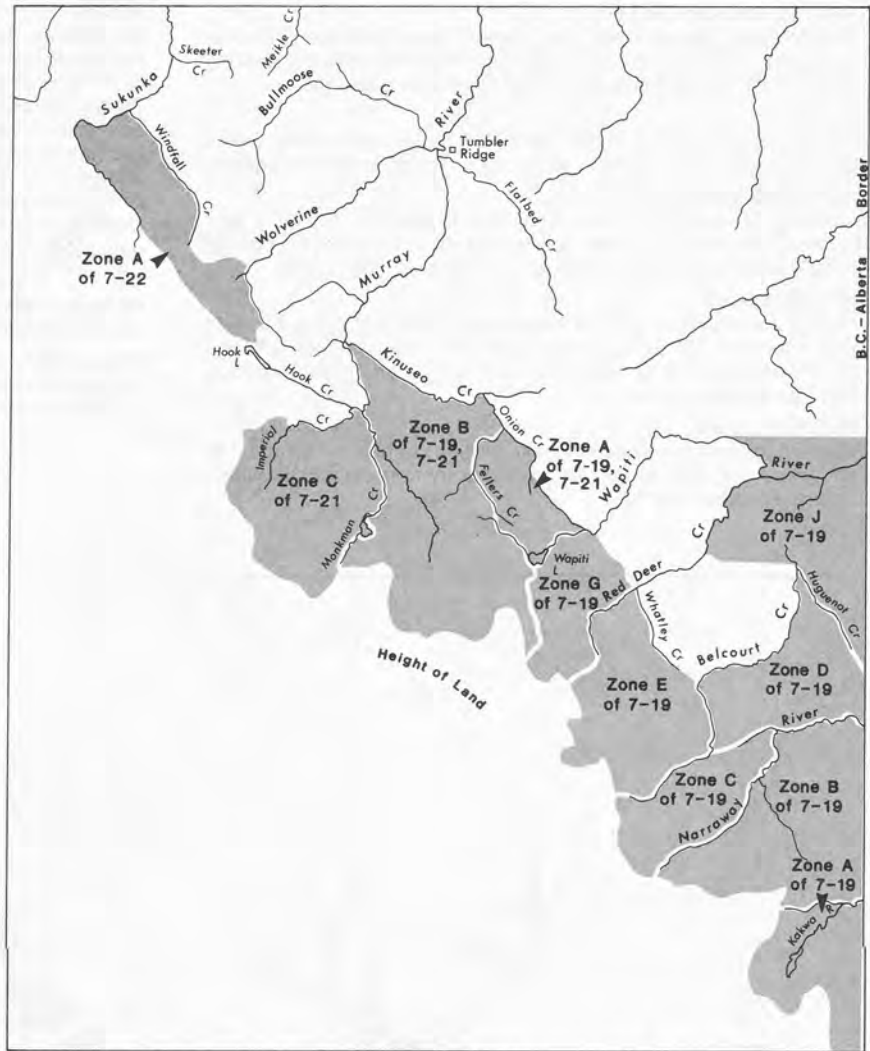 Skeeter
Cr
Meikle Cr
Sukunka
Bullmoose
Cr
River
Windfall
Cr
Tumbler
Ridge
Flatbed
Cr
Wolverine
B.C.–Alberta Border
Zone A
of 7-22
Murray
Hook
L
Hook Cr
Kinuseo
Cr
Imperial
Cr
Zone B
of 7-19,
7-21
Onion
Cr
Zone A
of 7-19,
7-21
Wapiti
River
Zone C
of 7-21
Fellers
Cr
Monkman
Cr
Zone J
of 7-19
Wapiti
L
Zone G
of 7-19
Red Deer
Cr
Whatley
Cr
Huguenot
Cr
Belcourt
Cr
Height of Land
Zone E
of 7-19
Zone D
of 7-19
River
Zone C
of 7-19
Narraway
Zone B
of 7-19
Zone A
of 7-19
Kakwa
R